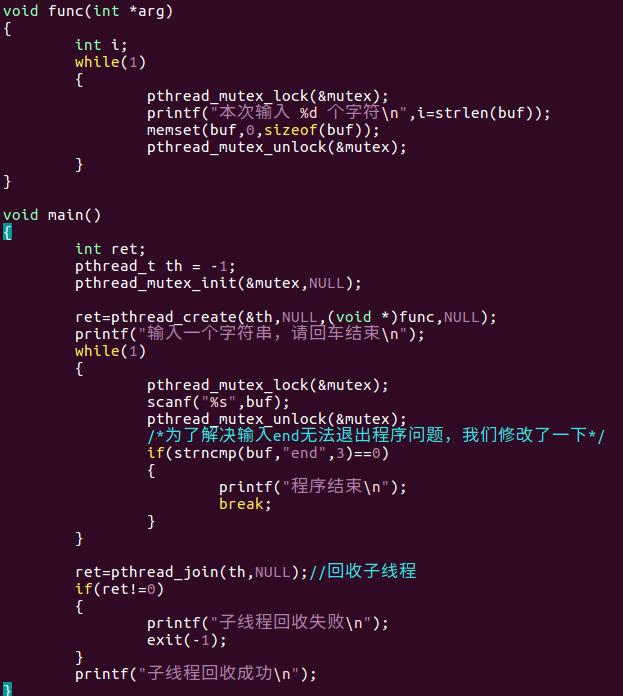 void func(int *arg)
{
        int i;
        while(1)
        {
                pthread_mutex_lock(&mutex);
                printf("本次输入 %d 个字符\n",i=strlen(buf));
                memset(buf,0,sizeof(buf));
                pthread_mutex_unlock(&mutex);
        }
}

void main()
{
        int ret;
        pthread_t th = -1;
        pthread_mutex_init(&mutex,NULL);

        ret=pthread_create(&th,NULL,(void *)func,NULL);
        printf("输入一个字符串，请回车结束\n");
        while(1)
        {
                pthread_mutex_lock(&mutex);
                scanf("%s",buf);
                pthread_mutex_unlock(&mutex);
                /*为了解决输入end无法退出程序问题，我们修改了一下*/
                if(strncmp(buf,"end",3)==0)
                {
                        printf("程序结束\n");
                        break;
                }
        }

        ret=pthread_join(th,NULL);//回收子线程
        if(ret!=0)
        {
                printf("子线程回收失败\n");
                exit(-1);
        }
        printf("子线程回收成功\n");
}